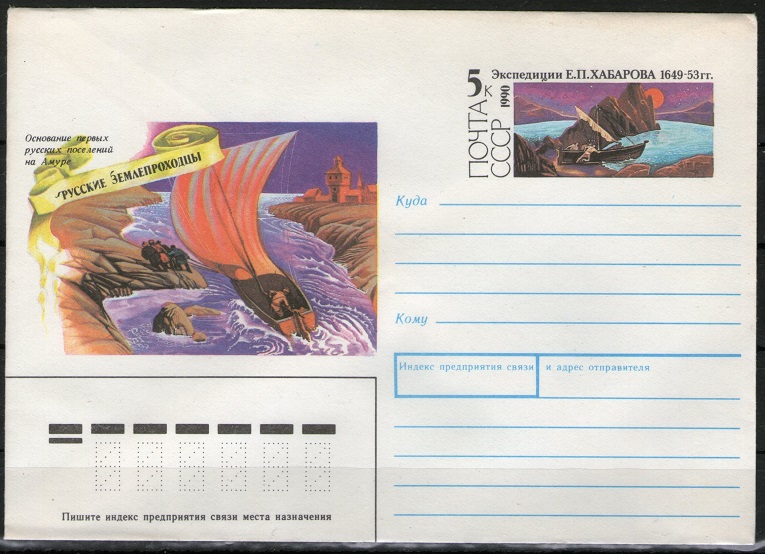 5
к
Экспедиции Е.П.ХАБАРОВА 1649-53гг.
1990
ПОЧТА
СССР
Основание первых
русских поселений
на Амуре
РУССКИЕ ЗЕМЛЕПРОХОДЦЫ
Куда
Кому
Индекс предприятия связи и адрес отправителя
Пишите индекс предприятия связи места назначения